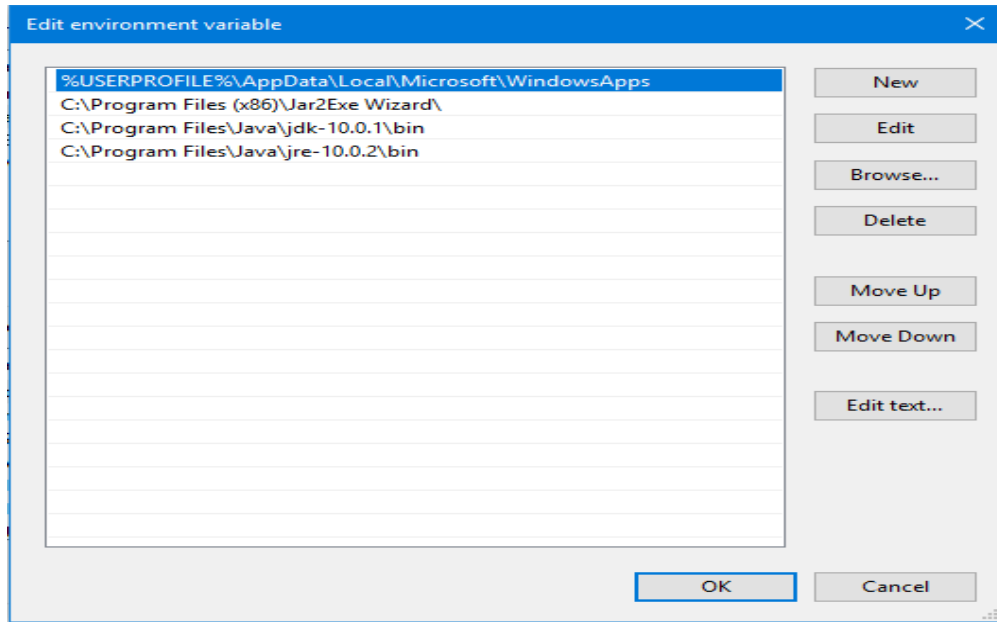 Edit environment variable
%USERPROFILE%\AppData\Local\Microsoft\WindowsApps
C:\Program Files (x86)\Jar2Exe Wizard\
C:\Program Files\Java\jdk-10.0.1\bin
C:\Program Files\Java\jre-10.0.2\bin
New
Edit
Browse...
Delete
Move Up
Move Down
Edit text...
OK
Cancel